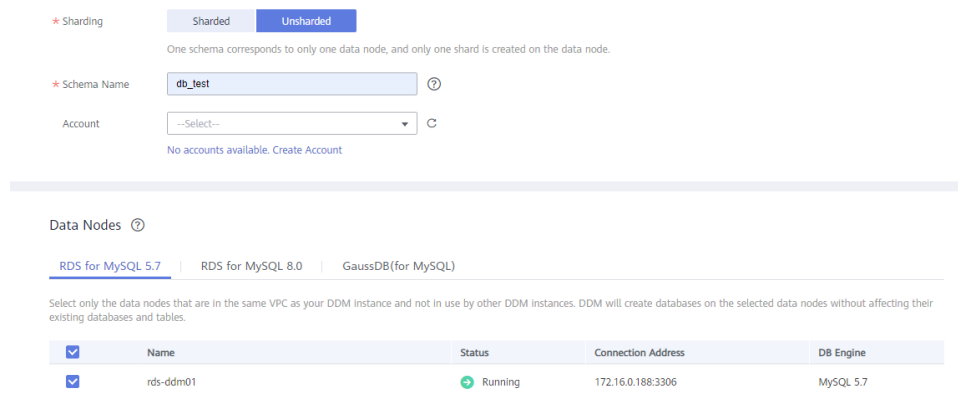 * Sharding Sharded Unsharded
One schema corresponds to only one data node, and only one shard is created on the data node.
* Schema Name db_test ?
Account --Select--
No accounts available. Create Account
Data Nodes ?
RDS for MySQL 5.7 RDS for MySQL 8.0 GaussDB(for MySQL)
Select only the data nodes that are in the same VPC as your DDM instance and not in use by other DDM instances. DDM will create databases on the selected data nodes without affecting their
existing databases and tables.
Name Status Connection Address DB Engine
rds-ddm01 Running 172.16.0.188:3306 MySQL 5.7